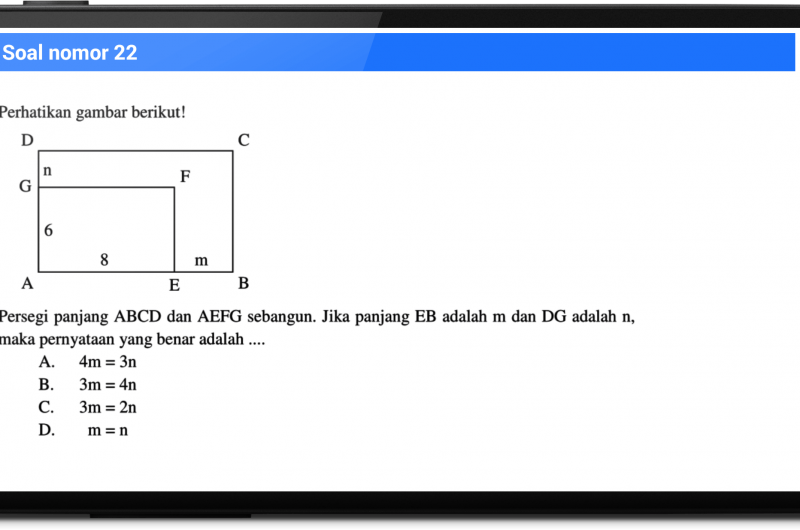 Soal nomor 22
Perhatikan gambar berikut!
D C
n
G F
6
8 m
A E B
Persegi panjang ABCD dan AEFG sebangun. Jika panjang EB adalah m dan DG adalah n,
maka pernyataan yang benar adalah ....
A. 4m = 3n
B. 3m = 4n
C. 3m = 2n
D. m = n